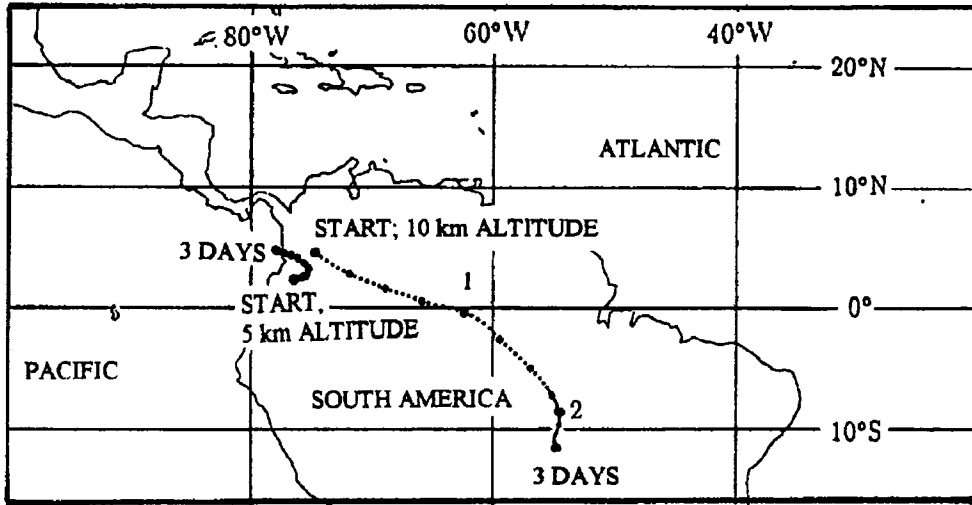 80°W 60°W 40°W
20°N
ATLANTIC
10°N
START; 10 km ALTITUDE
3 DAYS
1
START,
0°
5 km ALTITUDE
PACIFIC
SOUTH AMERICA
2
10°S
3 DAYS